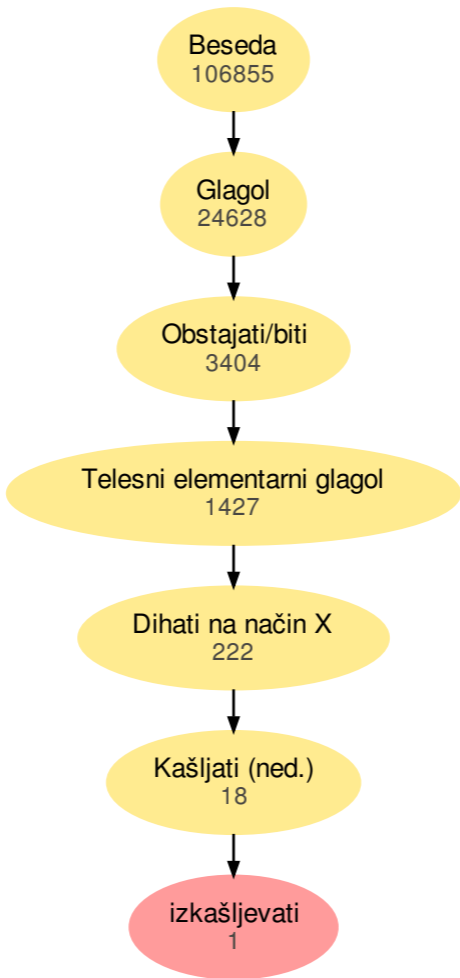 Beseda
106855
Glagol
24628
Obstajati/biti
3404
Telesni elementarni glagol
1427
Dihati na način X
222
Kašljati (ned.)
18
izkašljevati
1